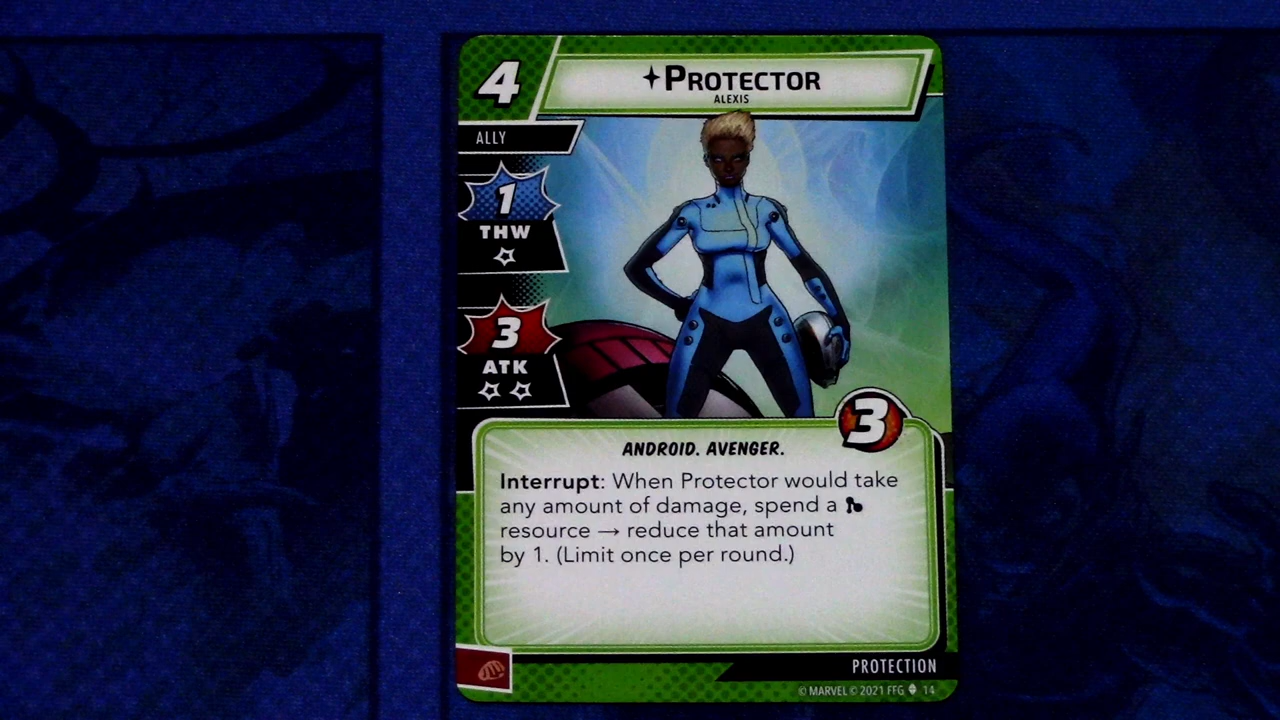 4
PROTECTOR
ALEXIS
ALLY
1
THW
3
ATK
3
ANDROID. AVENGER.
Interrupt: When Protector would take
any amount of damage, spend a
resource → reduce that amount
by 1. (Limit once per round.)
PROTECTION
© MARVEL © 2021 FFG 14